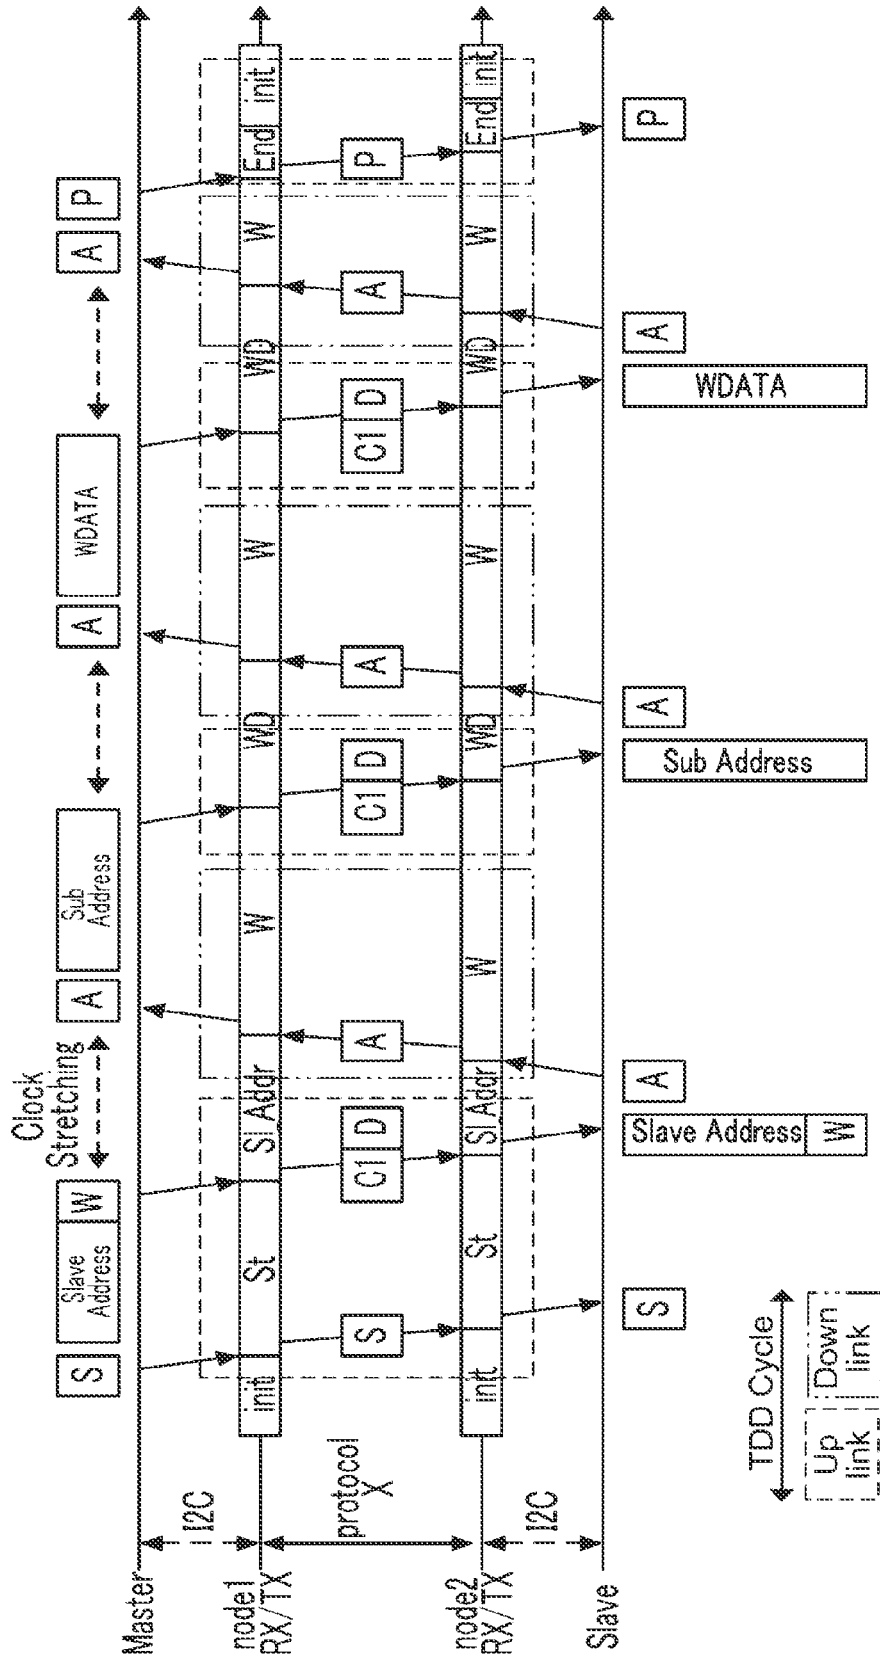 Clock
Stretching
S
Slave
Address
W
A
Sub
Address
A
WDATA
A
P
Master
I2C
node1
RX/TX
init
St
Sl Addr
W
WD
W
WD
W
End
init
protocol
X
S
C1
D
A
C1
D
A
C1
D
A
P
node2
RX/TX
init
St
Sl Addr
W
WD
W
WD
W
End
init
I2C
Slave
S
Slave Address
W
A
Sub Address
A
WDATA
A
P
TDD Cycle
Up
link
Down
link